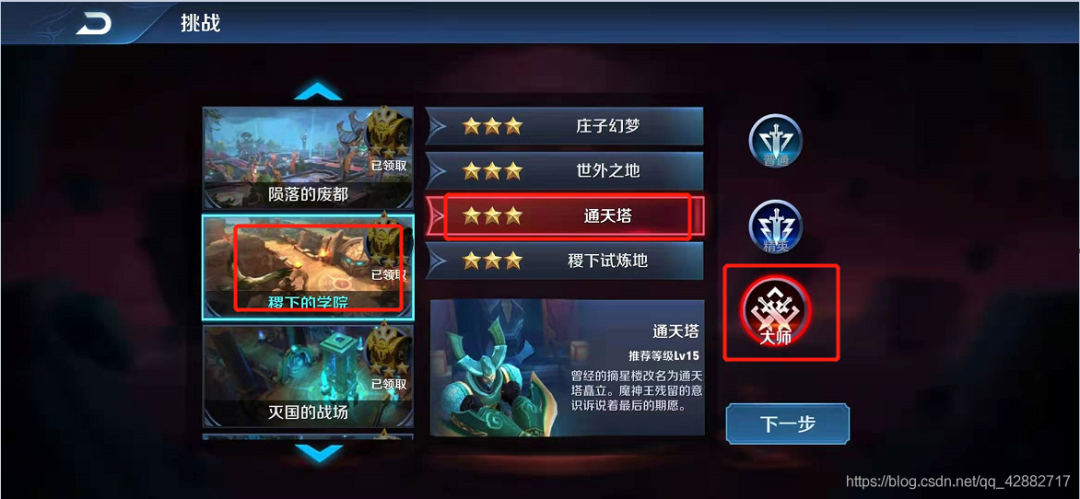 挑战
已领取
陨落的废都
已领取
稷下的学院
已领取
灭国的战场
庄子幻梦
世外之地
通天塔
稷下试炼地
通天塔
推荐等级Lv15
曾经的摘星楼改名为通天
塔矗立。魔神王残留的意
识诉说着最后的期愿。
普通
精英
大师
下一步
https://blog.csdn.net/qq_42882717